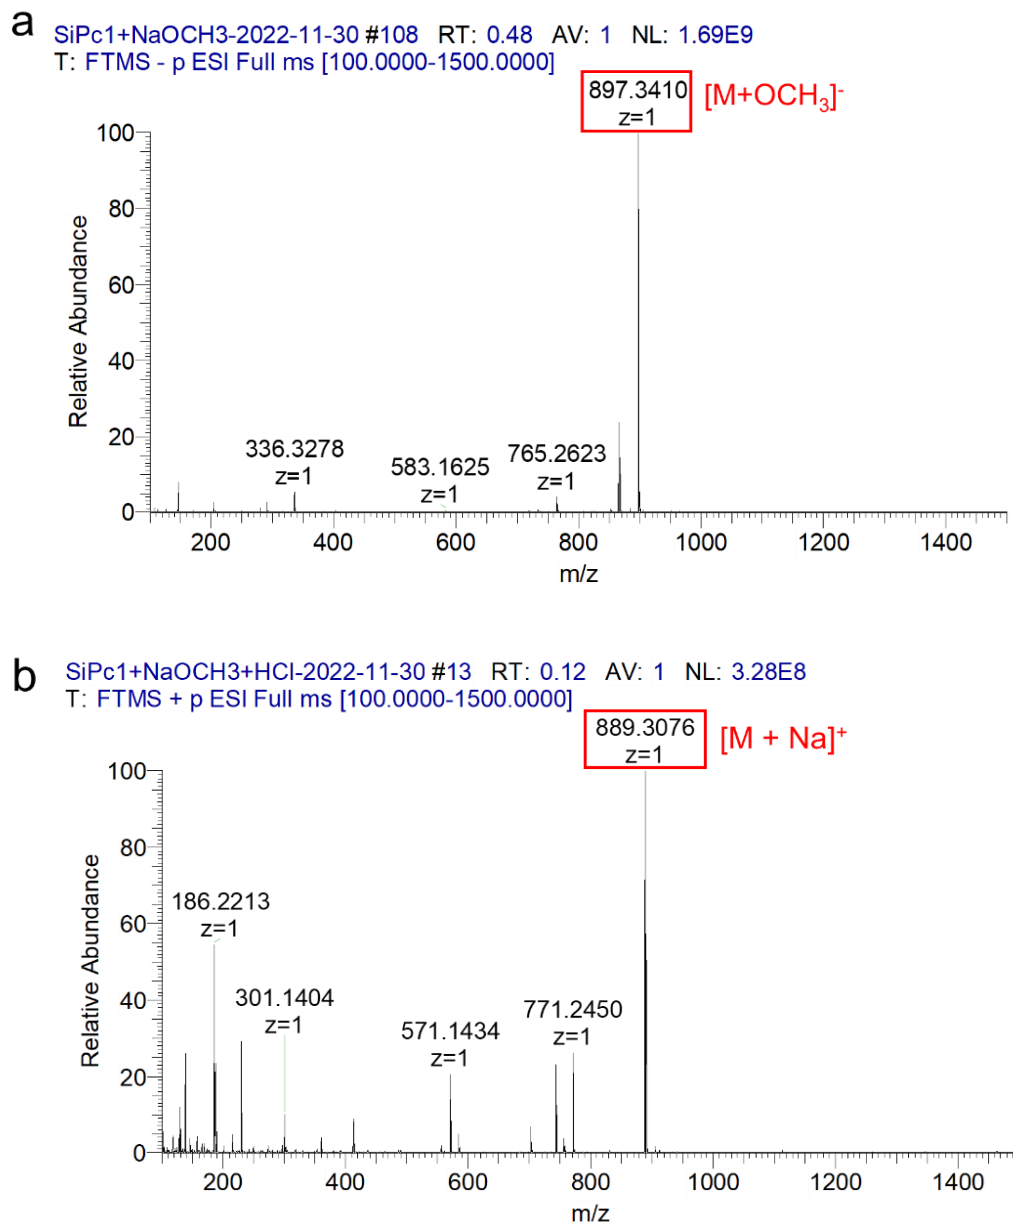 a
SiPc1+NaOCH3-2022-11-30 #108 RT: 0.48 AV: 1 NL: 1.69E9
T: FTMS - p ESI Full ms [100.0000-1500.0000]
897.3410
z=1
[M+OCH₃]⁻
100
80
60
40
20
0
Relative Abundance
336.3278
z=1
583.1625
z=1
765.2623
z=1
200 400 600 800 1000 1200 1400
m/z
b
SiPc1+NaOCH3+HCl-2022-11-30 #13 RT: 0.12 AV: 1 NL: 3.28E8
T: FTMS + p ESI Full ms [100.0000-1500.0000]
889.3076
z=1
[M + Na]⁺
100
80
60
40
20
0
Relative Abundance
186.2213
z=1
301.1404
z=1
571.1434
z=1
771.2450
z=1
200 400 600 800 1000 1200 1400
m/z